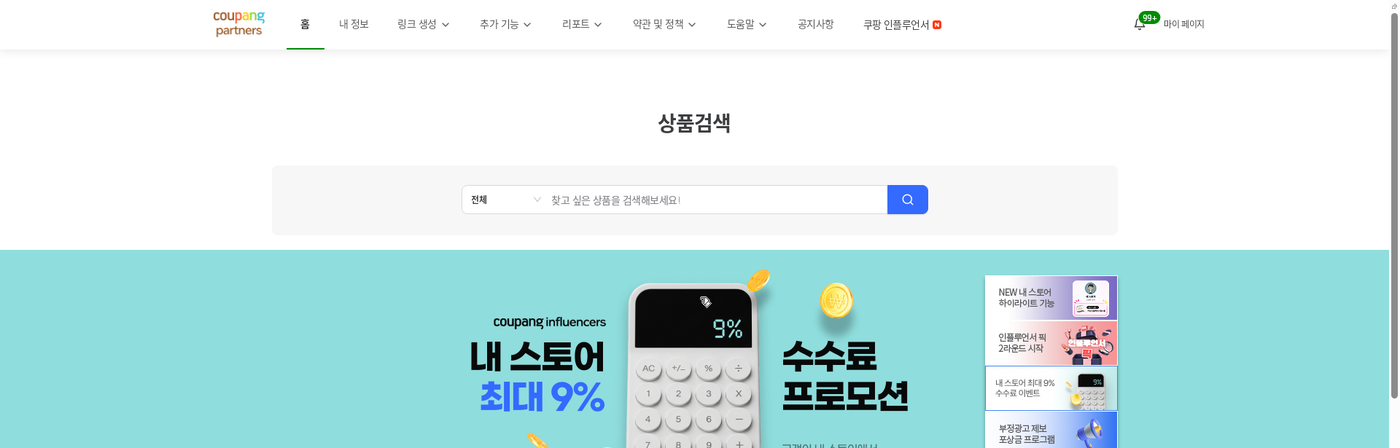 coupang
partners
홈
내 정보
링크 생성
추가 기능
리포트
약관 및 정책
도움말
공지사항
쿠팡 인플루언서 N
99+
마이 페이지
상품검색
전체
찾고 싶은 상품을 검색해보세요!
coupang influencers
내 스토어
최대 9%
9%
AC +/- % ÷
1 2 3 X
4 5 6 −
7 8 9 +
수수료
프로모션
NEW 내 스토어
하이라이트 기능
인플루언서 픽
2라운드 시작
인플루언서
픽
내 스토어 최대 9%
수수료 이벤트
9%
부정광고 제보
포상금 프로그램